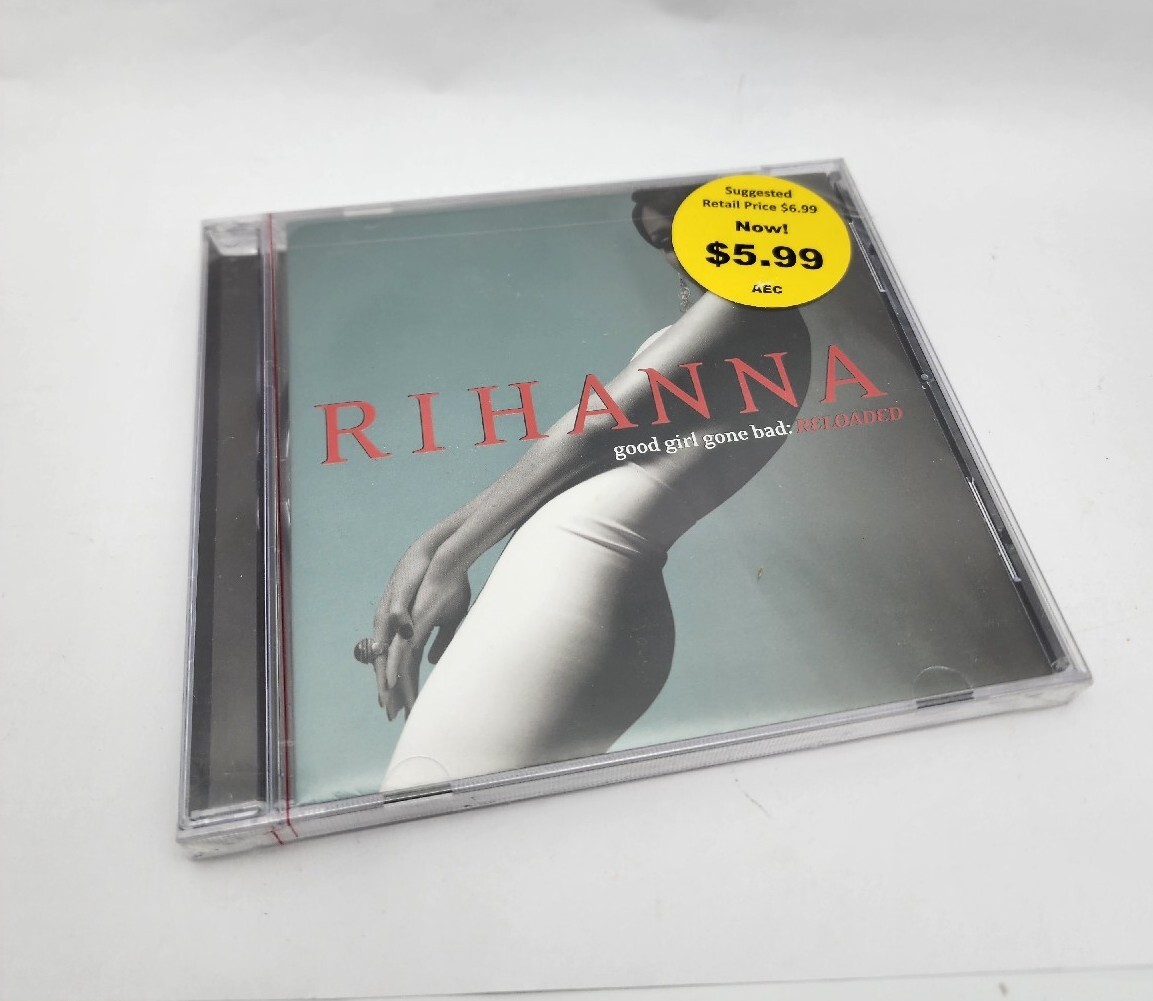 Suggested
Retail Price $6.99
Now!
$5.99
AEC
RIHANNA
good girl gone bad: RELOADED